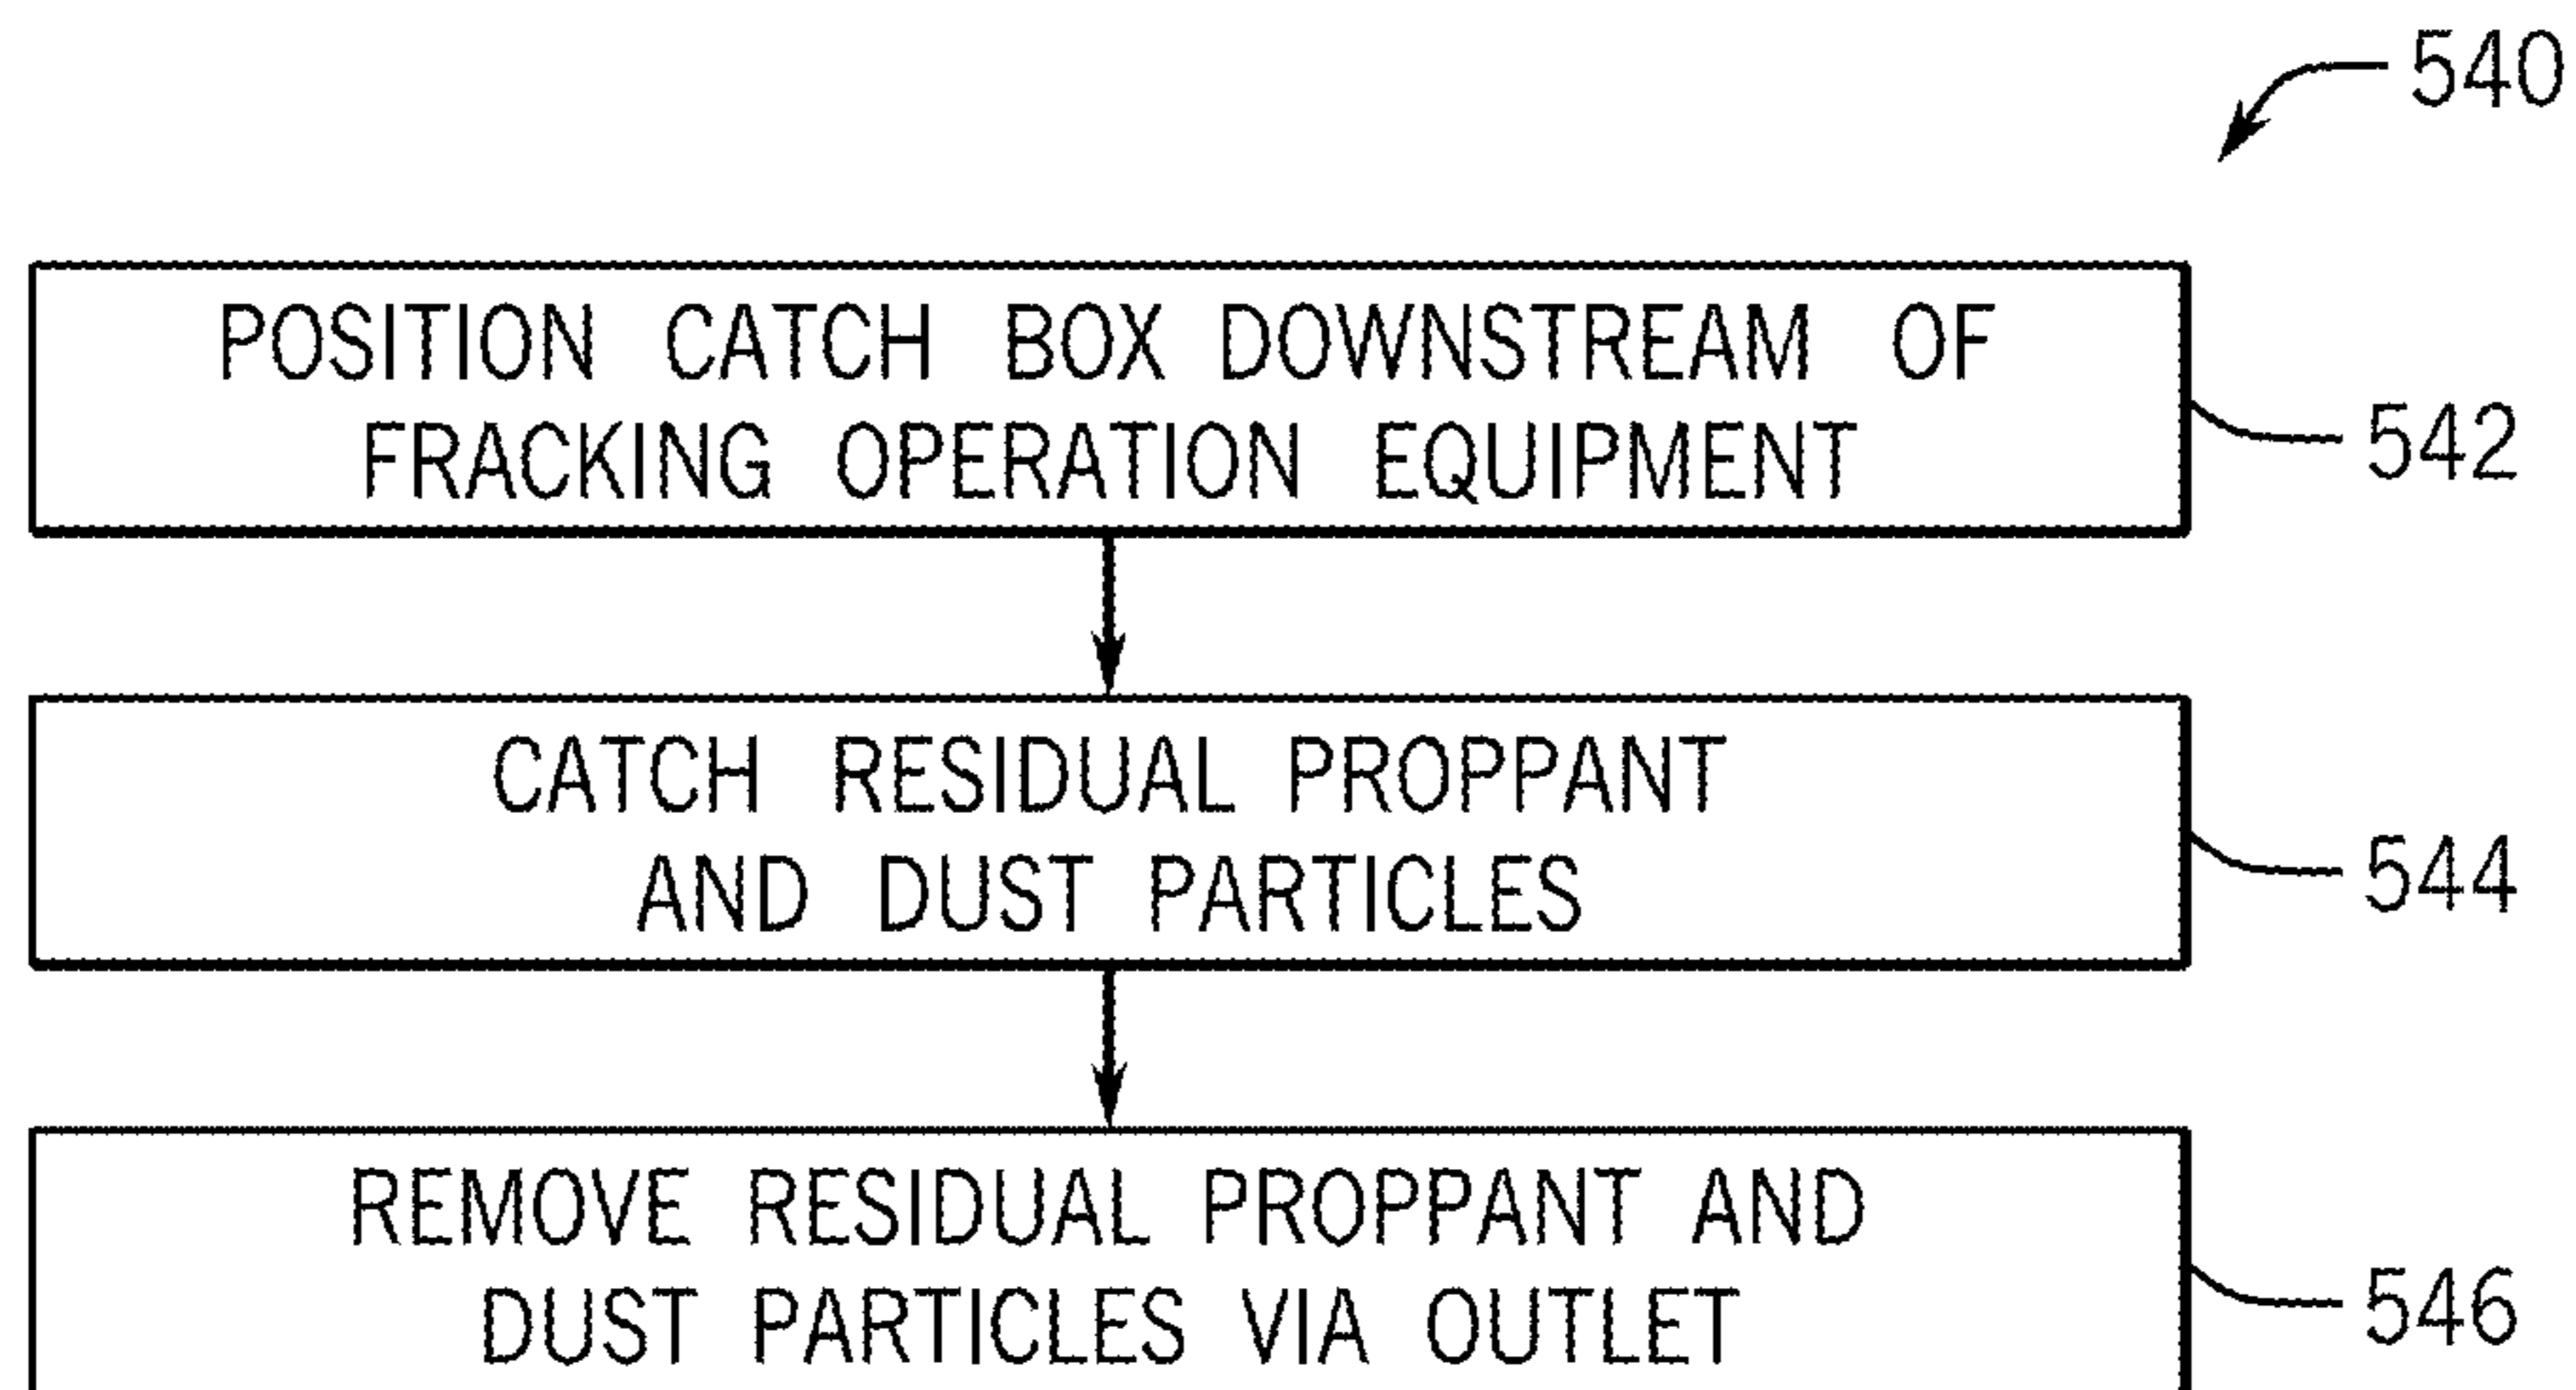 540
POSITION CATCH BOX DOWNSTREAM OF
FRACKING OPERATION EQUIPMENT
542
CATCH RESIDUAL PROPPANT
AND DUST PARTICLES
544
REMOVE RESIDUAL PROPPANT AND
DUST PARTICLES VIA OUTLET
546